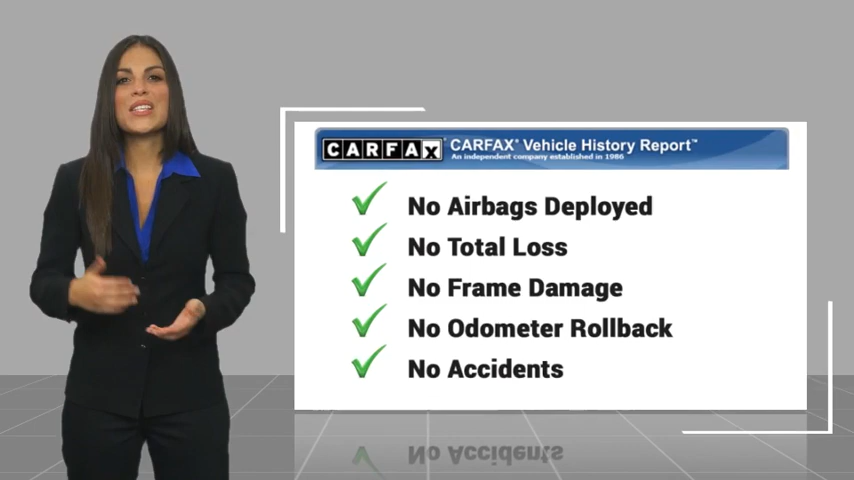 CARFAX® CARFAX® Vehicle History Report™
An independent company established in 1986
No Airbags Deployed
No Total Loss
No Frame Damage
No Odometer Rollback
No Accidents
No Accidents